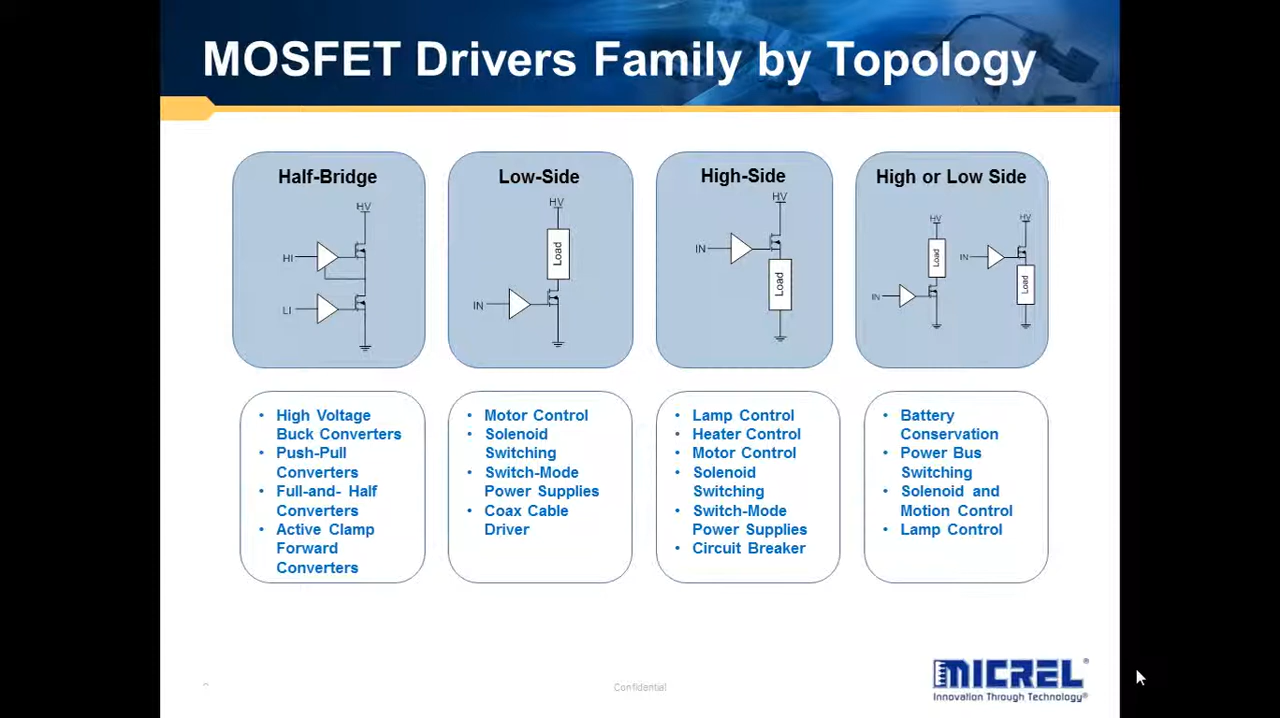 MOSFET Drivers Family by Topology
Half-Bridge
HV
HI
LI
Low-Side
HV
Load
IN
High-Side
HV
IN
Load
High or Low Side
HV
Load
IN
HV
IN
Load
• High Voltage
Buck Converters
• Push-Pull
Converters
• Full-and- Half
Converters
• Active Clamp
Forward
Converters
• Motor Control
• Solenoid
Switching
• Switch-Mode
Power Supplies
• Coax Cable
Driver
• Lamp Control
• Heater Control
• Motor Control
• Solenoid
Switching
• Switch-Mode
Power Supplies
• Circuit Breaker
• Battery
Conservation
• Power Bus
Switching
• Solenoid and
Motion Control
• Lamp Control
Confidential
MICREL®
Innovation Through Technology®